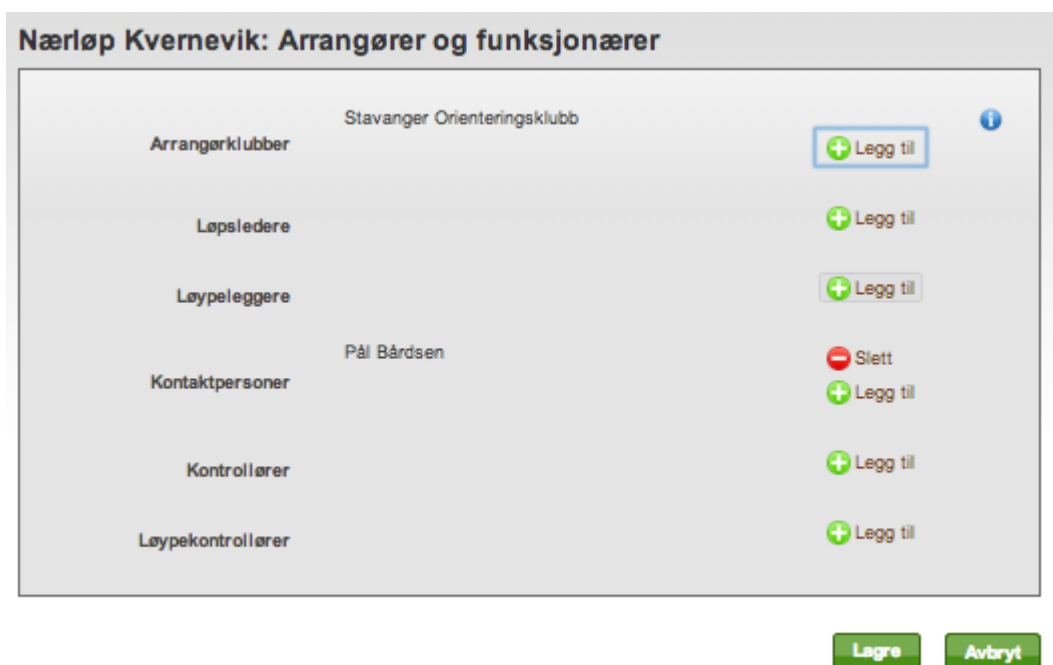 Nærløp Kvernevik: Arrangører og funksjonærer
Stavanger Orienteringsklubb
Arrangørklubber
Legg til
Løpsledere
Legg til
Løypeleggere
Legg til
Pål Bårdsen
Slett
Kontaktpersoner
Legg til
Kontrollører
Legg til
Løypekontrollører
Legg til
Lagre
Avbryt